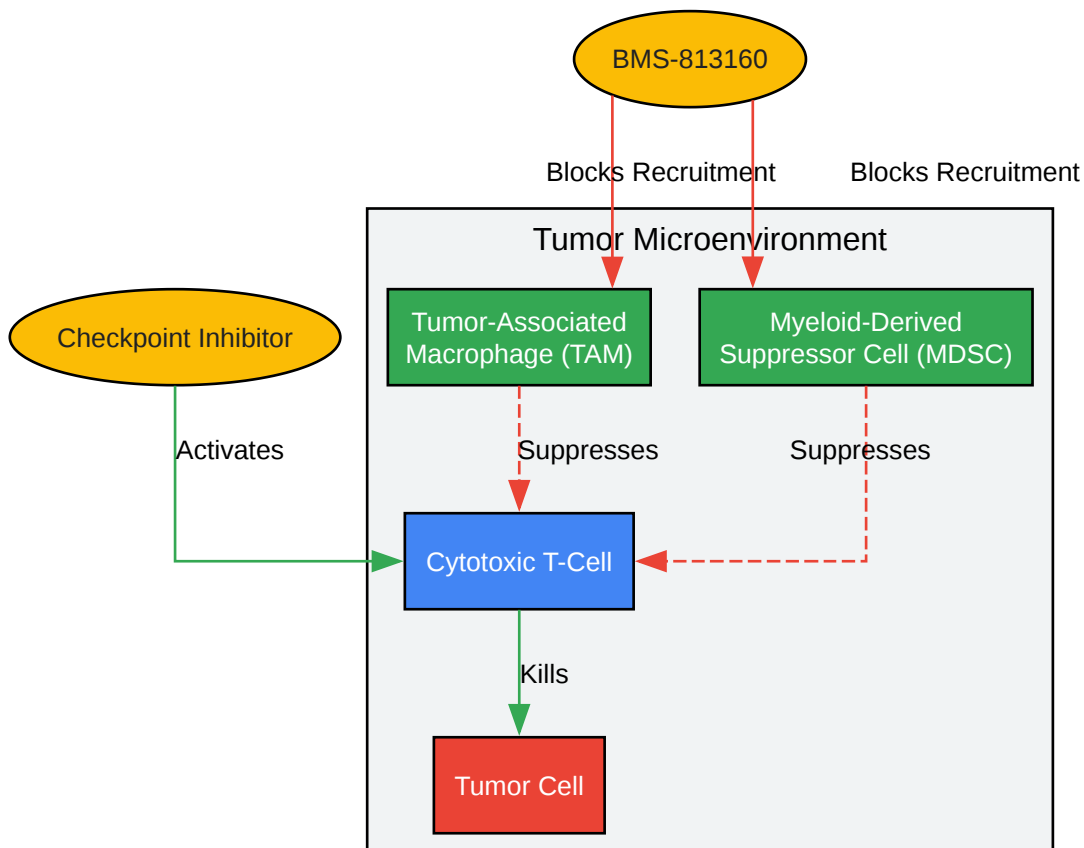 BMS-813160
Blocks Recruitment
Blocks Recruitment
Tumor Microenvironment
Checkpoint Inhibitor
Tumor-Associated
Macrophage (TAM)
Myeloid-Derived
Suppressor Cell (MDSC)
Activates
Suppresses
Suppresses
Cytotoxic T-Cell
Kills
Tumor Cell